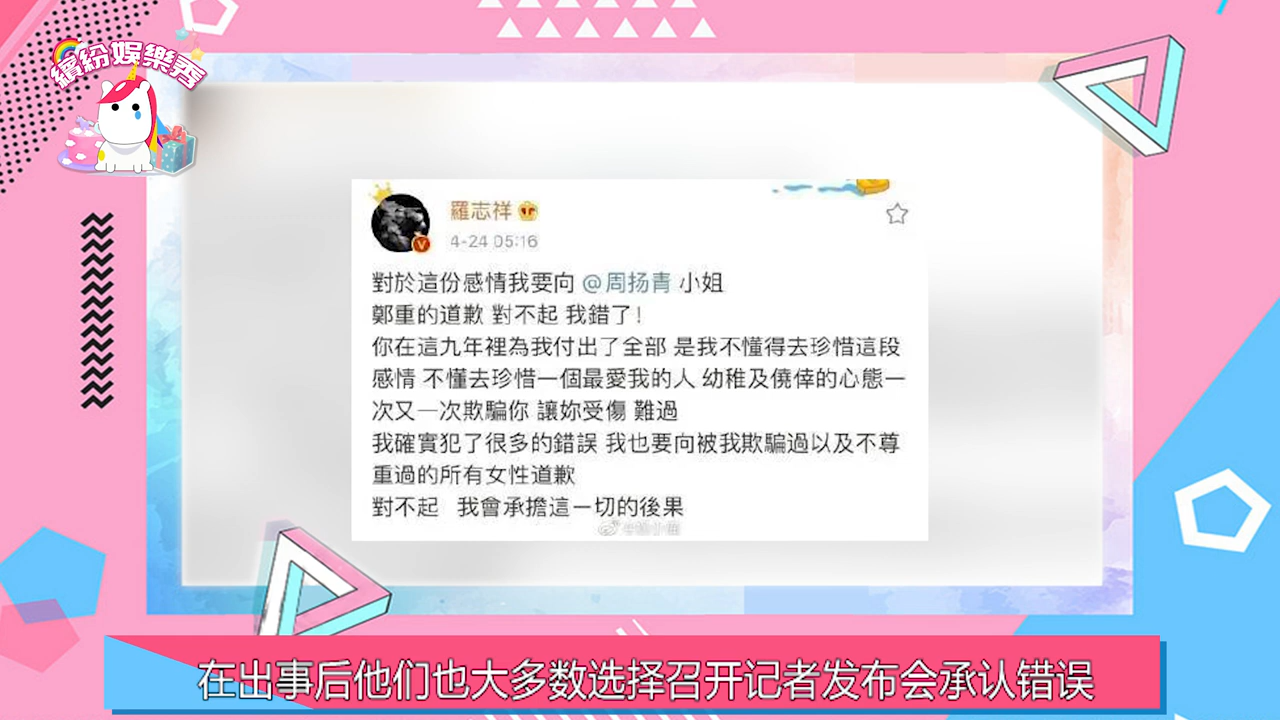 繽紛娛樂秀
羅志祥
4-24 05:16
對於這份感情我要向 @周扬青 小姐
鄭重的道歉 對不起 我錯了!
你在這九年裡為我付出了全部 是我不懂得去珍惜這段
感情 不懂去珍惜一個最愛我的人 幼稚及僥倖的心態一
次又一次欺騙你 讓妳受傷 難過
我確實犯了很多的錯誤 我也要向被我欺騙過以及不尊
重過的所有女性道歉
對不起 我會承擔這一切的後果
在出事后他们也大多数选择召开记者发布会承认错误